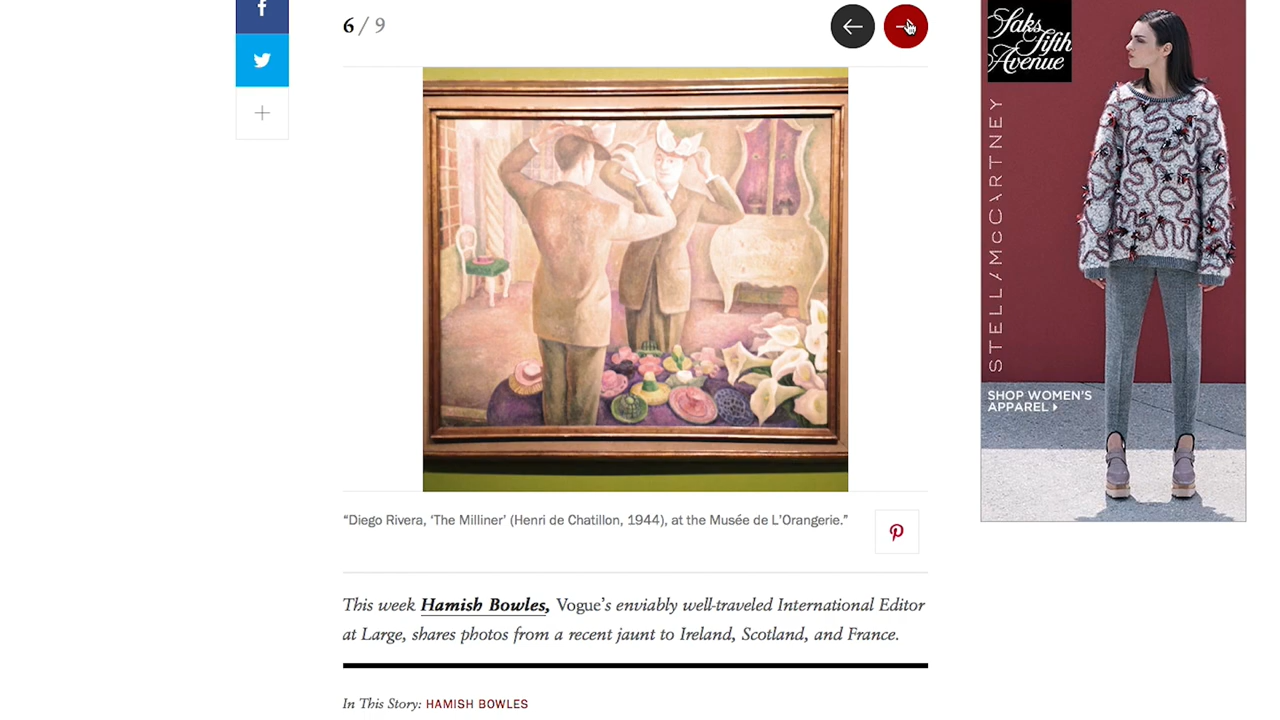 6 / 9
"Diego Rivera, 'The Milliner' (Henri de Chatillon, 1944), at the Musée de L'Orangerie."
This week Hamish Bowles, Vogue's enviably well-traveled International Editor
at Large, shares photos from a recent jaunt to Ireland, Scotland, and France.
In This Story: HAMISH BOWLES
Saks
Fifth
Avenue
STELLA McCARTNEY
SHOP WOMEN'S
APPAREL